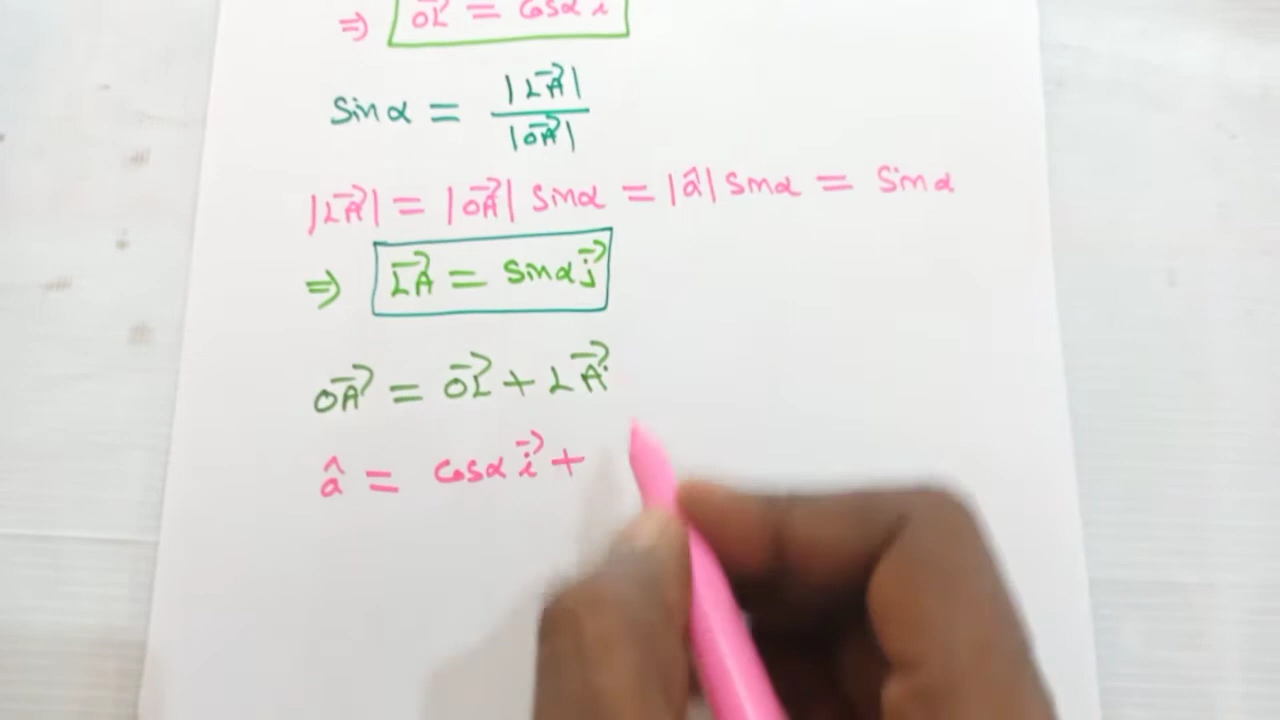 ⇒ OL⃗ = cosα i
Sinα = |LA⃗| / |OA⃗|
|LA⃗| = |OA⃗| Sinα = |â| Sinα = Sinα
⇒ LA⃗ = Sinα j⃗
OA⃗ = OL⃗ + LA⃗
â = cosα i⃗ +